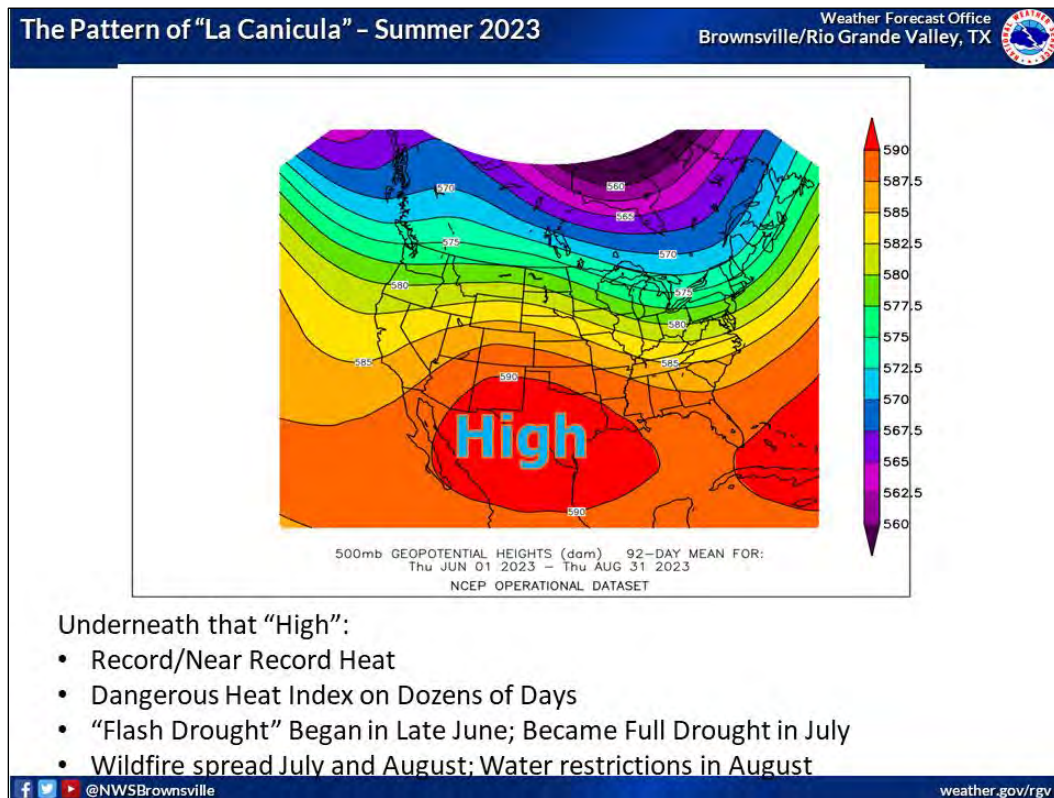 The Pattern of “La Canicula” – Summer 2023
Weather Forecast Office
Brownsville/Rio Grande Valley, TX
560
565
570
570
575
575
580
580
585
585
590
High
590
590
587.5
585
582.5
580
577.5
575
572.5
570
567.5
565
562.5
560
500mb GEOPOTENTIAL HEIGHTS (dam) 92-DAY MEAN FOR:
Thu JUN 01 2023 – Thu AUG 31 2023
NCEP OPERATIONAL DATASET
Underneath that “High”:
• Record/Near Record Heat
• Dangerous Heat Index on Dozens of Days
• “Flash Drought” Began in Late June; Became Full Drought in July
• Wildfire spread July and August; Water restrictions in August
@NWSBrownsville
weather.gov/rgv